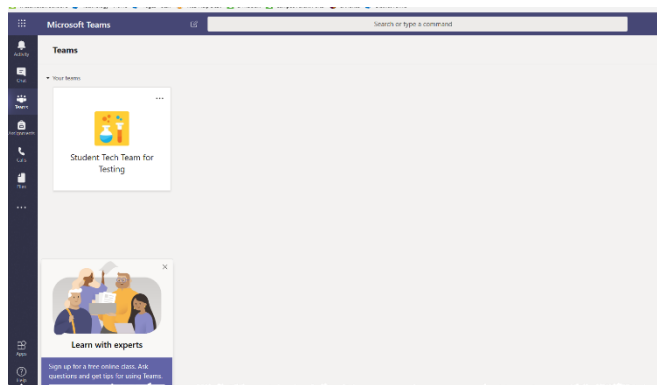 Microsoft Teams
Search or type a command
Activity
Teams
Your teams
Chat
Teams
Student Tech Team for
Testing
Assignments
Calls
Files
Learn with experts
Sign up for a free online class. Ask
questions and get tips for using Teams.
Apps
Help